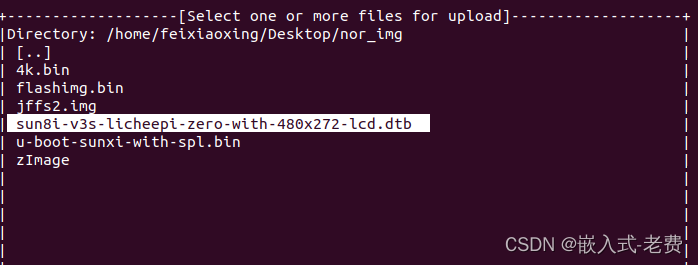 [Select one or more files for upload]
Directory: /home/feixiaoxing/Desktop/nor_img
[..]
4k.bin
flashimg.bin
jffs2.img
sun8i-v3s-licheepi-zero-with-480x272-lcd.dtb
u-boot-sunxi-with-spl.bin
zImage
CSDN @嵌入式-老费